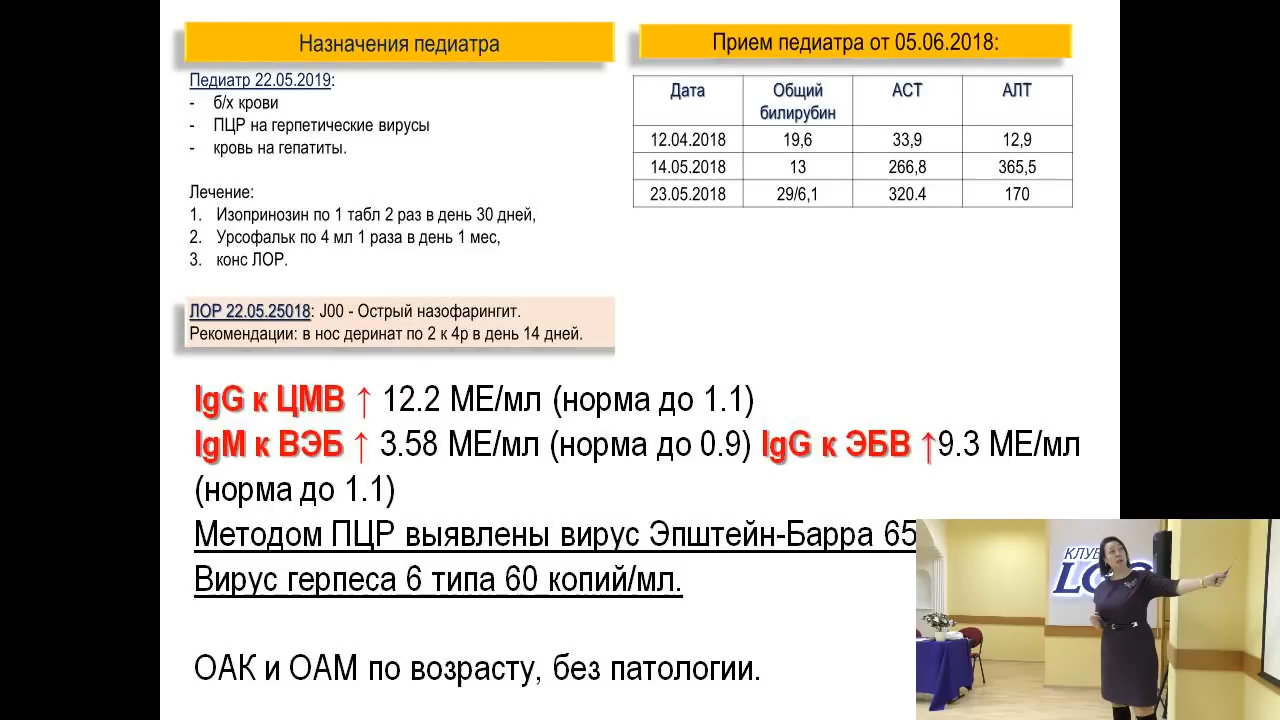 Назначения педиатра
Педиатр 22.05.2019:
- б/х крови
- ПЦР на герпетические вирусы
- кровь на гепатиты.
Лечение:
1. Изопринозин по 1 табл 2 раз в день 30 дней,
2. Урсофальк по 4 мл 1 раза в день 1 мес,
3. конс ЛОР.
ЛОР 22.05.25018: J00 - Острый назофарингит.
Рекомендации: в нос деринат по 2 к 4р в день 14 дней.
Прием педиатра от 05.06.2018:
Дата Общий билирубин АСТ АЛТ
12.04.2018 19,6 33,9 12,9
14.05.2018 13 266,8 365,5
23.05.2018 29/6,1 320.4 170
IgG к ЦМВ ↑ 12.2 МЕ/мл (норма до 1.1)
IgM к ВЭБ ↑ 3.58 МЕ/мл (норма до 0.9) IgG к ЭБВ ↑9.3 МЕ/мл
(норма до 1.1)
Методом ПЦР выявлены вирус Эпштейн-Барра 65
Вирус герпеса 6 типа 60 копий/мл.
ОАК и ОАМ по возрасту, без патологии.
КЛУБ